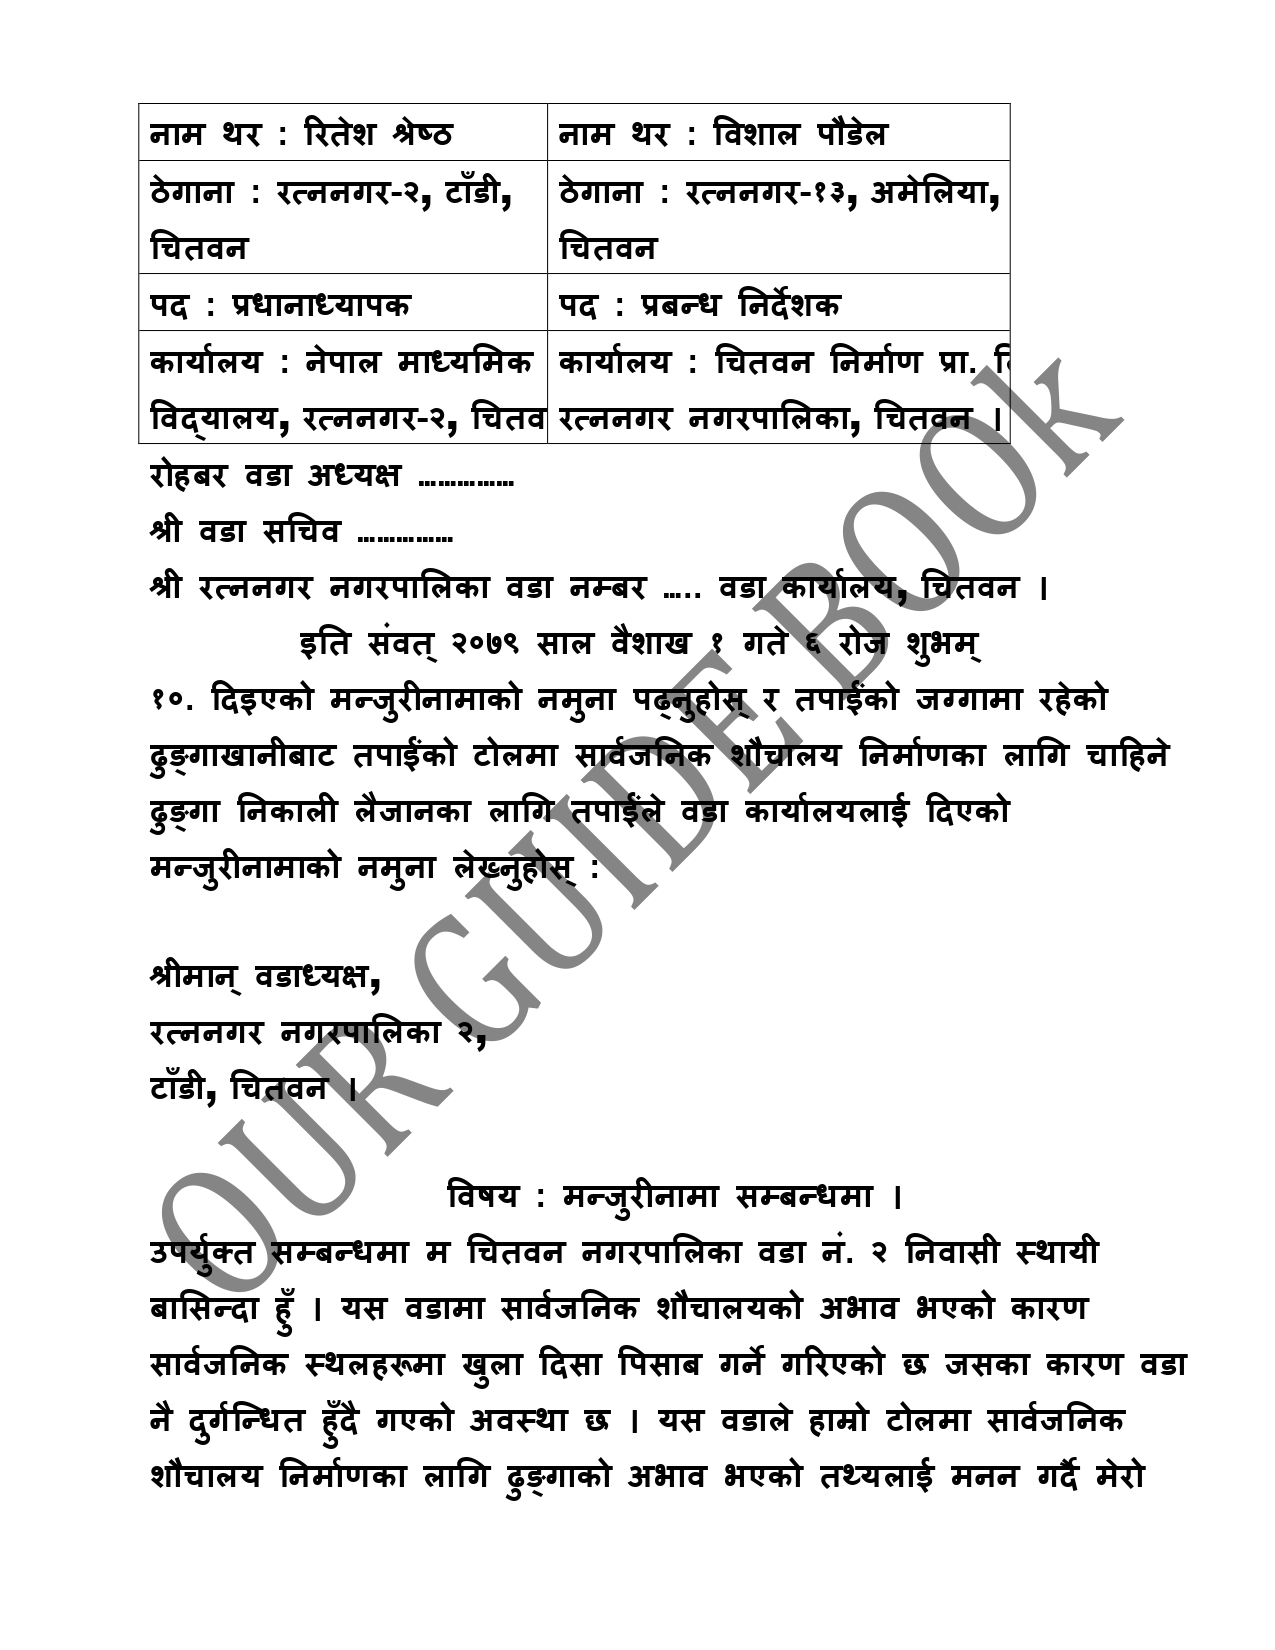 नाम थर : रितेश श्रेष्ठ
नाम थर : विशाल पौडेल
ठेगाना : रत्ननगर-२, टाँडी,
चितवन
ठेगाना : रत्ननगर-१३, अमेलिया,
चितवन
पद : प्रधानाध्यापक
पद : प्रबन्ध निर्देशक
कार्यालय : नेपाल माध्यमिक
विद्यालय, रत्ननगर-२, चितव
कार्यालय : चितवन निर्माण प्रा.
रत्ननगर नगरपालिका, चितवन ।
रोहबर वडा अध्यक्ष ……………
श्री वडा सचिव ……………
श्री रत्ननगर नगरपालिका वडा नम्बर ….. वडा कार्यालय, चितवन ।
इति संवत् २०७९ साल वैशाख १ गते ६ रोज शुभम्
१०. दिइएको मन्जुरीनामाको नमुना पढ्नुहोस् र तपाईंको जग्गामा रहेको
ढुङ्गाखानीबाट तपाईंको टोलमा सार्वजनिक शौचालय निर्माणका लागि चाहिने
ढुङ्गा निकाली लैजानका लागि तपाईंले वडा कार्यालयलाई दिएको
मन्जुरीनामाको नमुना लेख्नुहोस् :
श्रीमान् वडाध्यक्ष,
रत्ननगर नगरपालिका २,
टाँडी, चितवन ।
विषय : मन्जुरीनामा सम्बन्धमा ।
उपर्युक्त सम्बन्धमा म चितवन नगरपालिका वडा नं. २ निवासी स्थायी
बासिन्दा हुँ । यस वडामा सार्वजनिक शौचालयको अभाव भएको कारण
सार्वजनिक स्थलहरूमा खुला दिसा पिसाब गर्ने गरिएको छ जसका कारण वडा
नै दुर्गन्धित हुँदै गएको अवस्था छ । यस वडाले हाम्रो टोलमा सार्वजनिक
शौचालय निर्माणका लागि ढुङ्गाको अभाव भएको तथ्यलाई मनन गर्दै मेरो
OUR GUIDE BOOk